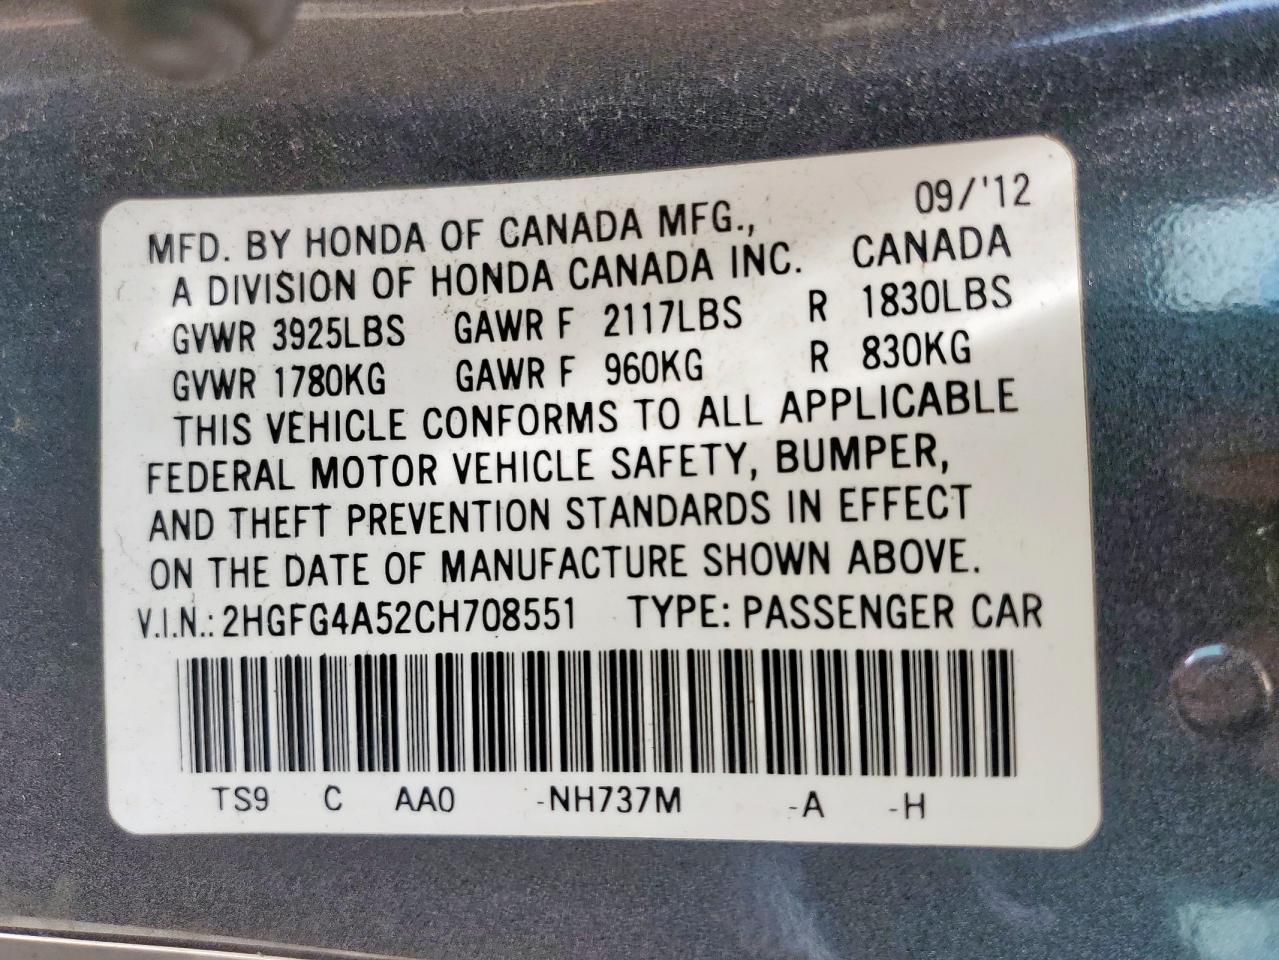 09/'12
MFD. BY HONDA OF CANADA MFG.,
A DIVISION OF HONDA CANADA INC. CANADA
GVWR 3925LBS GAWR F 2117LBS R 1830LBS
GVWR 1780KG GAWR F 960KG R 830KG
THIS VEHICLE CONFORMS TO ALL APPLICABLE
FEDERAL MOTOR VEHICLE SAFETY, BUMPER,
AND THEFT PREVENTION STANDARDS IN EFFECT
ON THE DATE OF MANUFACTURE SHOWN ABOVE.
V.I.N.: 2HGFG4A52CH708551 TYPE: PASSENGER CAR
TS9 C AA0 -NH737M -A -H